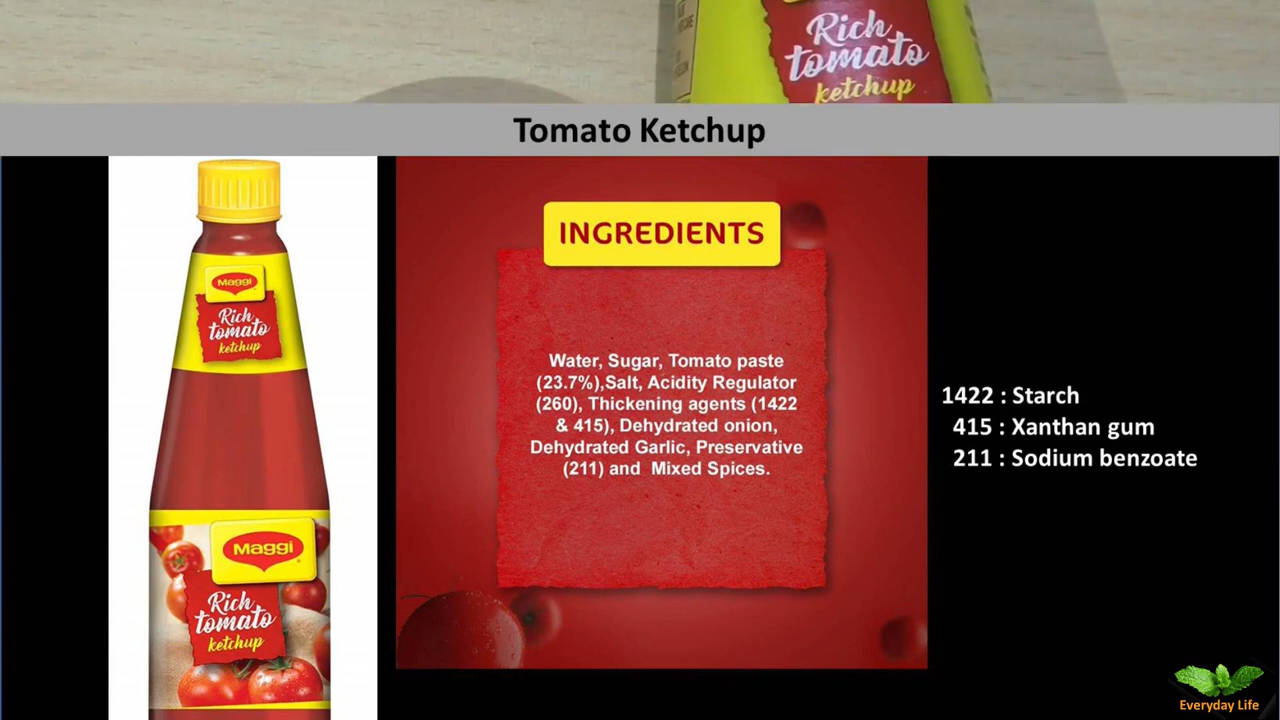 Rich
tomato
ketchup
Tomato Ketchup
Maggi
Rich
tomato
ketchup
Maggi
Rich
tomato
ketchup
INGREDIENTS
Water, Sugar, Tomato paste
(23.7%),Salt, Acidity Regulator
(260), Thickening agents (1422
& 415), Dehydrated onion,
Dehydrated Garlic, Preservative
(211) and Mixed Spices.
1422 : Starch
415 : Xanthan gum
211 : Sodium benzoate
Everyday Life